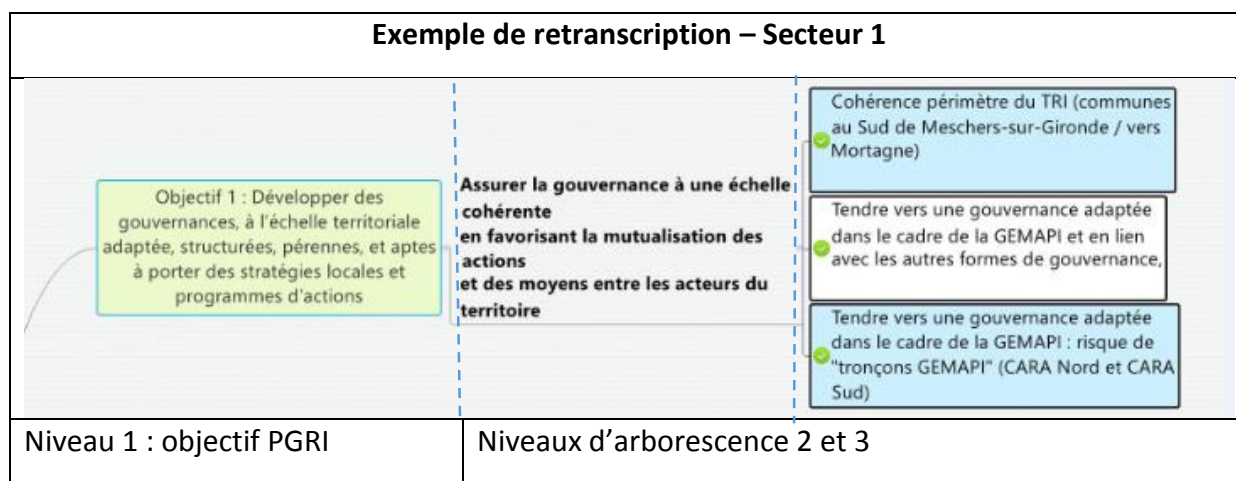 Exemple de retranscription – Secteur 1
Objectif 1 : Développer des
gouvernances, à l'échelle territoriale
adaptée, structurées, pérennes, et aptes
à porter des stratégies locales et
programmes d'actions
Assurer la gouvernance à une échelle
cohérente
en favorisant la mutualisation des
actions
et des moyens entre les acteurs du
territoire
Cohérence périmètre du TRI (communes
au Sud de Meschers-sur-Gironde / vers
Mortagne)
Tendre vers une gouvernance adaptée
dans le cadre de la GEMAPI et en lien
avec les autres formes de gouvernance,
Tendre vers une gouvernance adaptée
dans le cadre de la GEMAPI : risque de
"tronçons GEMAPI" (CARA Nord et CARA
Sud)
Niveau 1 : objectif PGRI
Niveaux d'arborescence 2 et 3